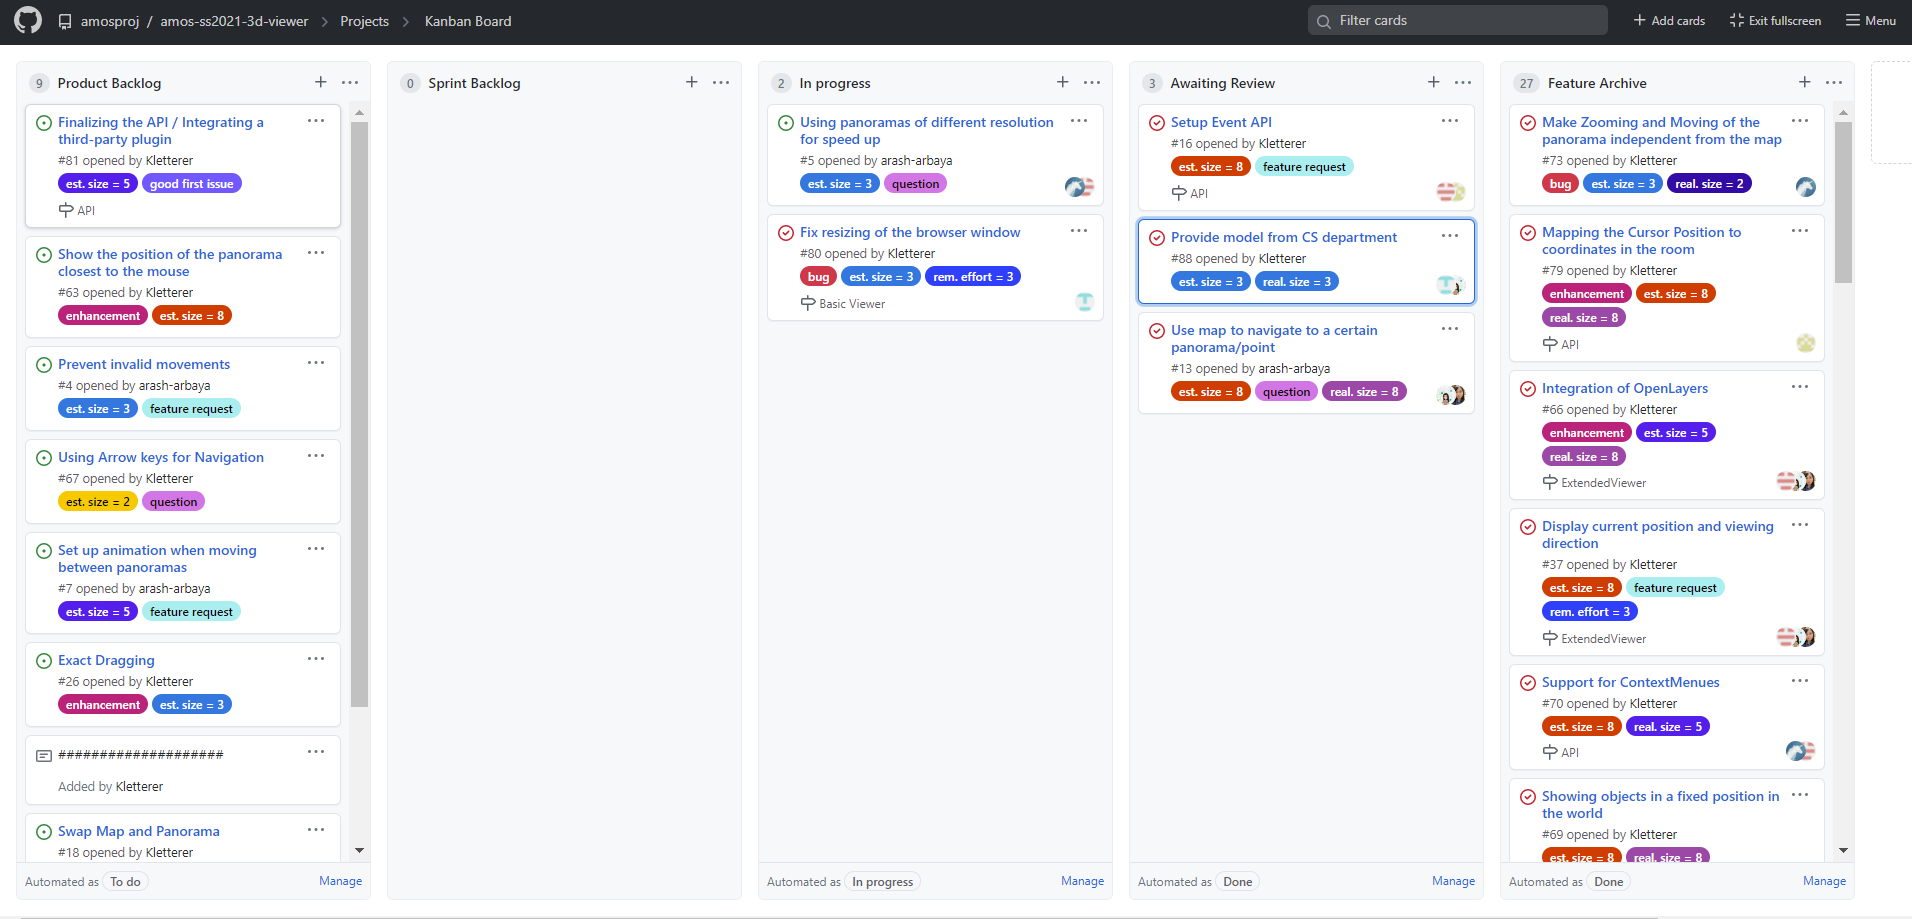 amosproj / amos-ss2021-3d-viewer > Projects > Kanban Board
Filter cards
+ Add cards
Exit fullscreen
Menu
9 Product Backlog
Finalizing the API / Integrating a
third-party plugin
#81 opened by Kletterer
est. size = 5 good first issue
API
Show the position of the panorama
closest to the mouse
#63 opened by Kletterer
enhancement est. size = 8
Prevent invalid movements
#4 opened by arash-arbaya
est. size = 3 feature request
Using Arrow keys for Navigation
#67 opened by Kletterer
est. size = 2 question
Set up animation when moving
between panoramas
#7 opened by arash-arbaya
est. size = 5 feature request
Exact Dragging
#26 opened by Kletterer
enhancement est. size = 3
####################
Added by Kletterer
Swap Map and Panorama
#18 opened by Kletterer
Automated as To do Manage
0 Sprint Backlog
2 In progress
Using panoramas of different resolution
for speed up
#5 opened by arash-arbaya
est. size = 3 question
Fix resizing of the browser window
#80 opened by Kletterer
bug est. size = 3 rem. effort = 3
Basic Viewer
Automated as In progress Manage
3 Awaiting Review
Setup Event API
#16 opened by Kletterer
est. size = 8 feature request
API
Provide model from CS department
#88 opened by Kletterer
est. size = 3 real. size = 3
Use map to navigate to a certain
panorama/point
#13 opened by arash-arbaya
est. size = 8 question real. size = 8
Automated as Done Manage
27 Feature Archive
Make Zooming and Moving of the
panorama independent from the map
#73 opened by Kletterer
bug est. size = 3 real. size = 2
Mapping the Cursor Position to
coordinates in the room
#79 opened by Kletterer
enhancement est. size = 8
real. size = 8
API
Integration of OpenLayers
#66 opened by Kletterer
enhancement est. size = 5
real. size = 8
ExtendedViewer
Display current position and viewing
direction
#37 opened by Kletterer
est. size = 8 feature request
rem. effort = 3
ExtendedViewer
Support for ContextMenues
#70 opened by Kletterer
est. size = 8 real. size = 5
API
Showing objects in a fixed position in
the world
#69 opened by Kletterer
est. size = 8 real. size = 8
Automated as Done Manage